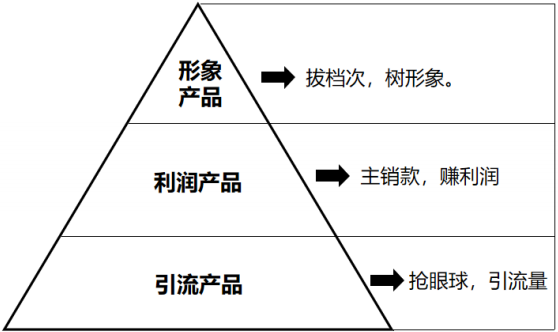 形象
产品
拔档次，树形象。
利润产品
主销款，赚利润
引流产品
抢眼球，引流量